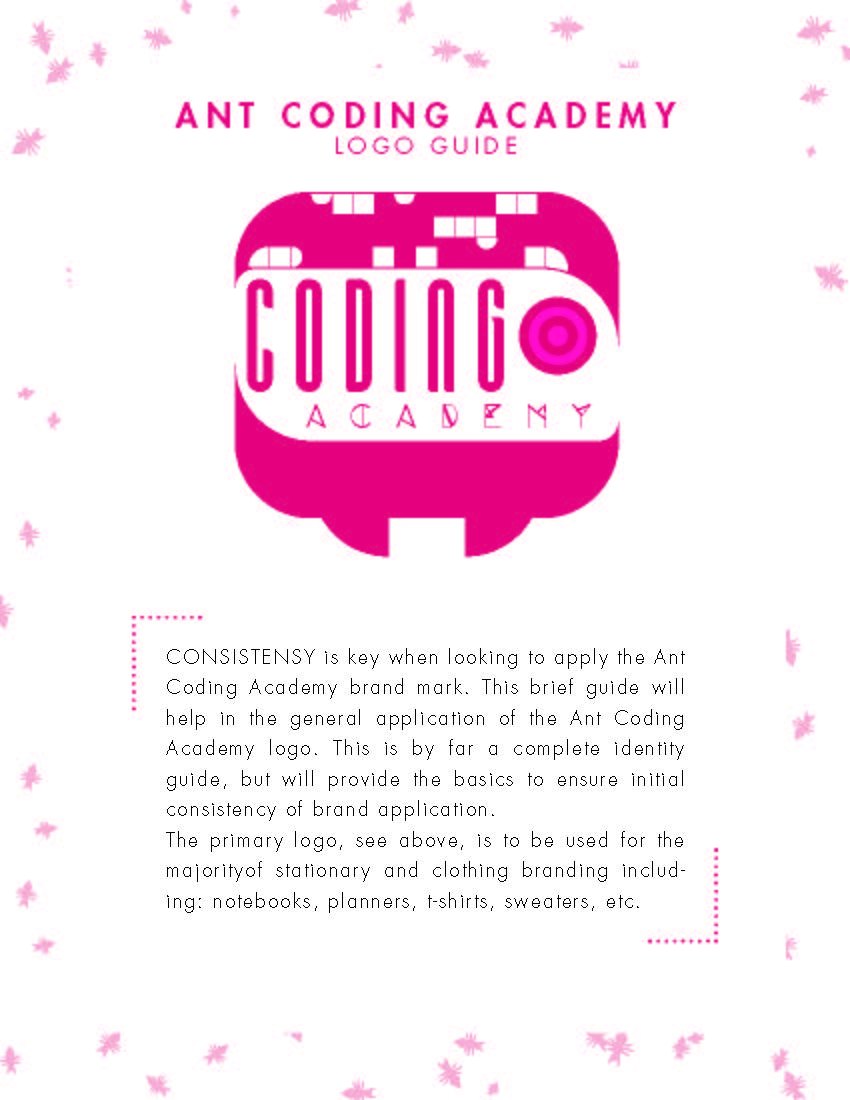 ANT CODING ACADEMY
LOGO GUIDE
CODING
ACADEMY
CONSISTENSY is key when looking to apply the Ant
Coding Academy brand mark. This brief guide will
help in the general application of the Ant Coding
Academy logo. This is by far a complete identity
guide, but will provide the basics to ensure initial
consistency of brand application.
The primary logo, see above, is to be used for the
majorityof stationary and clothing branding includ-
ing: notebooks, planners, t-shirts, sweaters, etc.